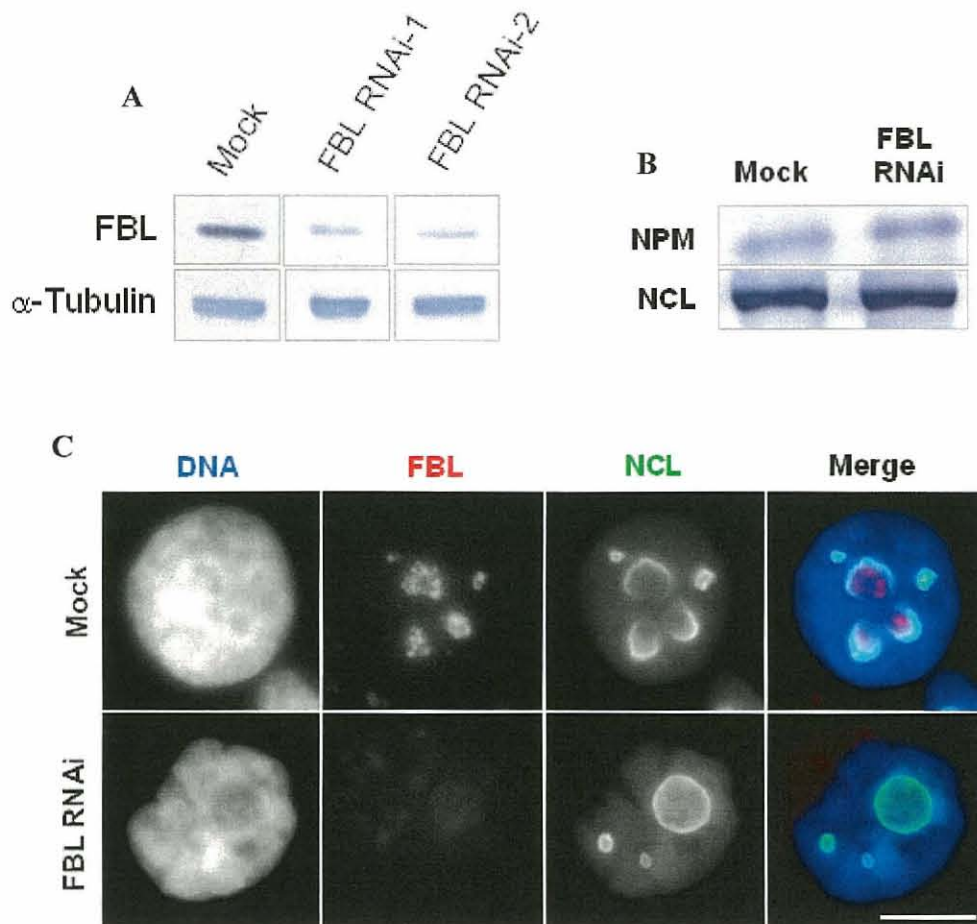 A
Mock
FBL RNAi-1
FBL RNAi-2
FBL
α-Tubulin
B
Mock
FBL
RNAi
NPM
NCL
C
DNA
FBL
NCL
Merge
Mock
FBL RNAi